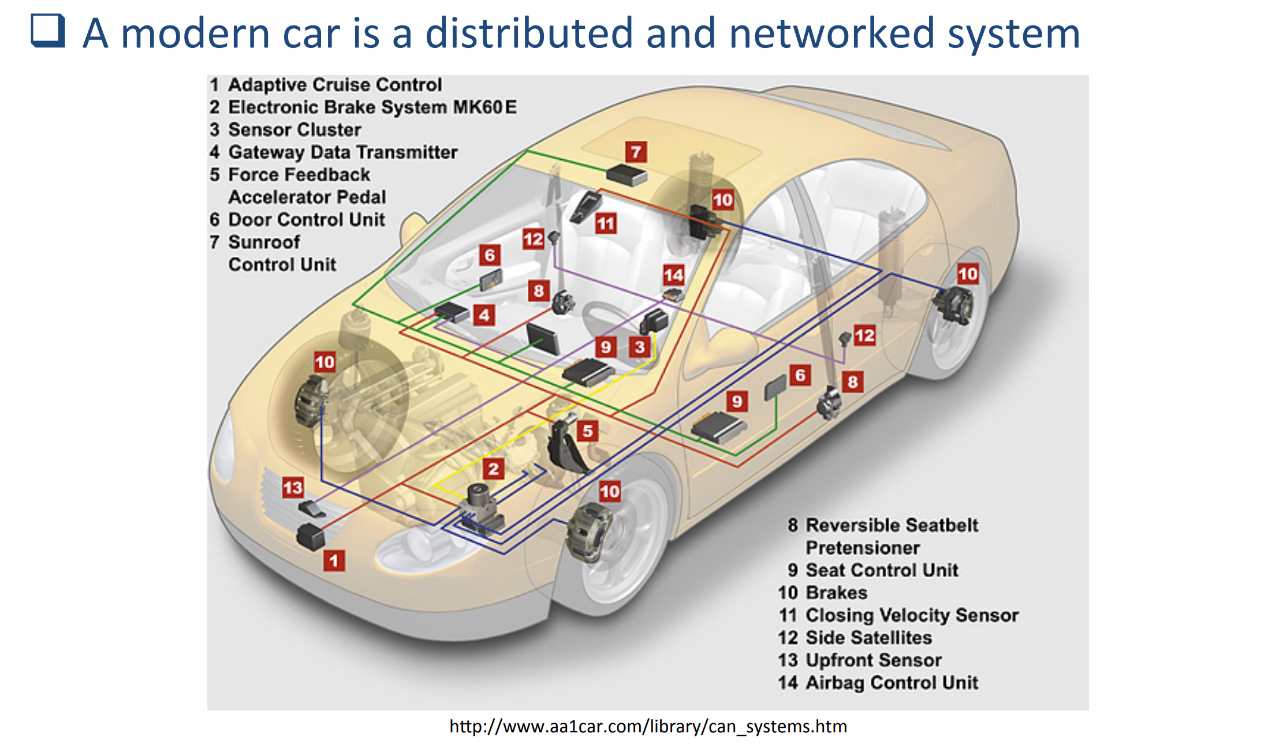 ❑ A modern car is a distributed and networked system
1 Adaptive Cruise Control
2 Electronic Brake System MK60E
3 Sensor Cluster
4 Gateway Data Transmitter
5 Force Feedback
Accelerator Pedal
6 Door Control Unit
7 Sunroof
Control Unit
7
10
11
12
6
14
10
8
4
3
9
12
10
6
8
9
5
2
10
13
1
8 Reversible Seatbelt
Pretensioner
9 Seat Control Unit
10 Brakes
11 Closing Velocity Sensor
12 Side Satellites
13 Upfront Sensor
14 Airbag Control Unit
http://www.aa1car.com/library/can_systems.htm